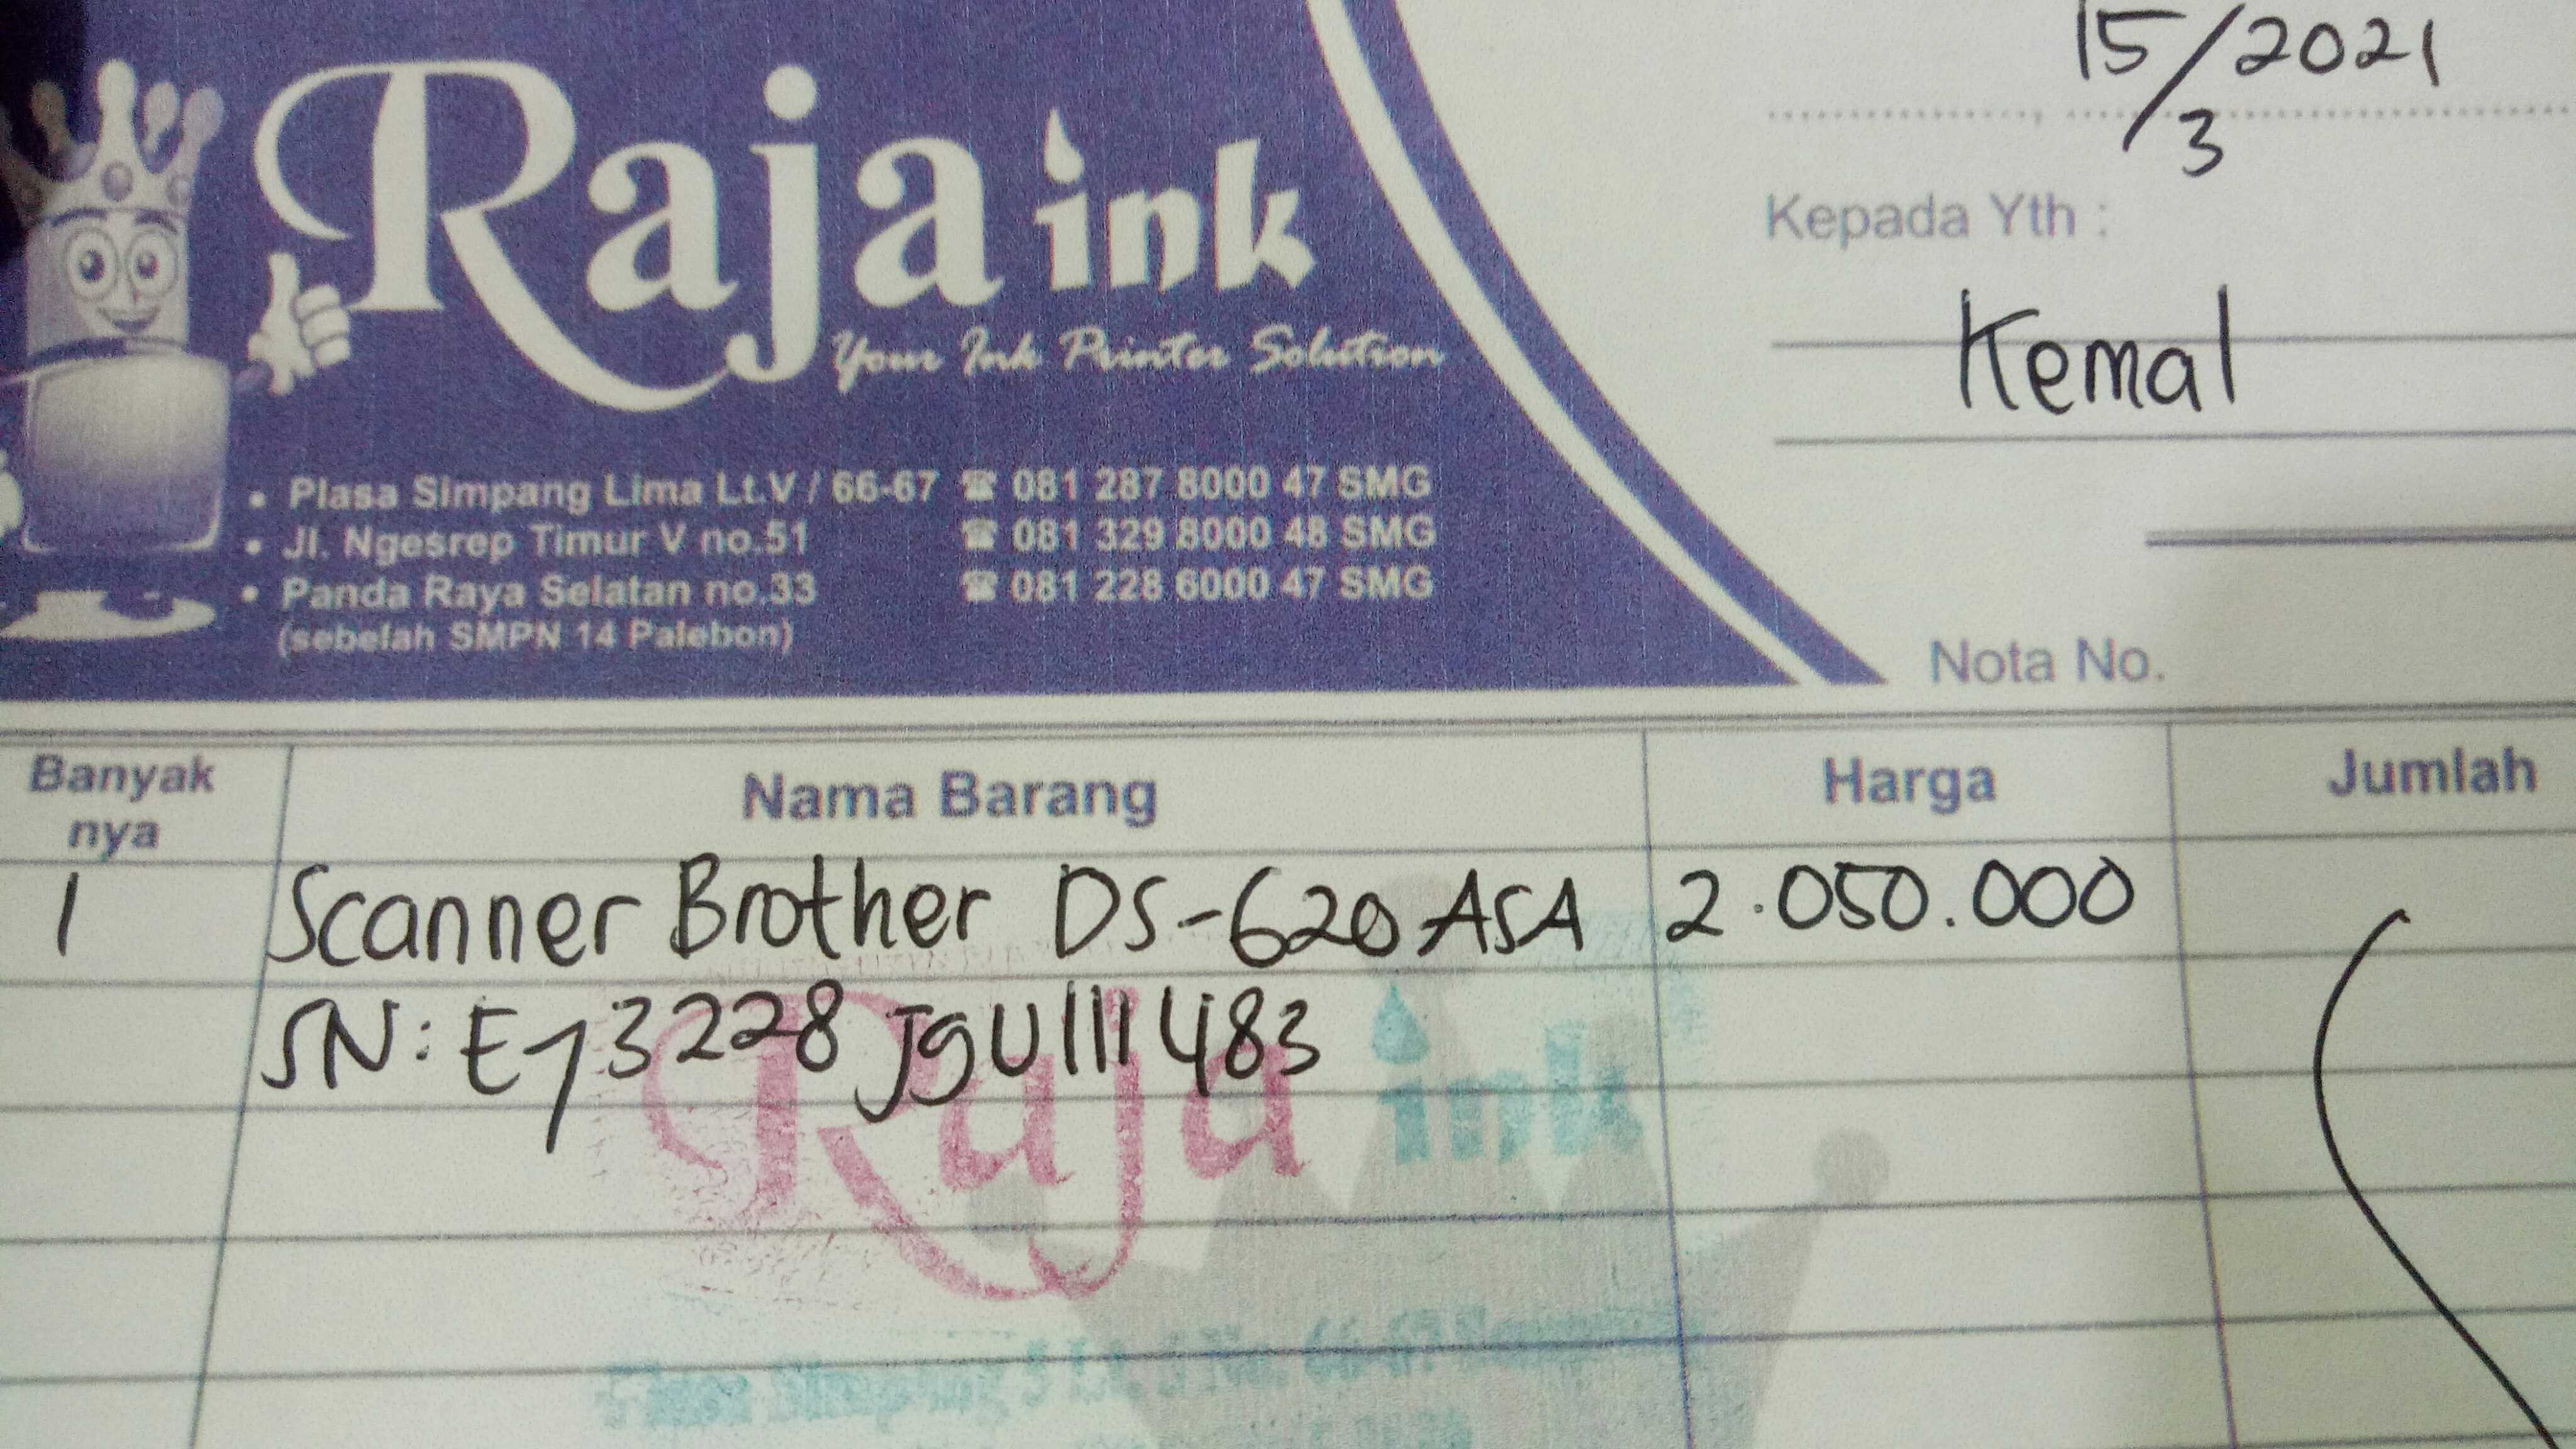 15/3/2021
Raja ink
Your Ink Printer Solution
Kepada Yth :
Kemal
• Plasa Simpang Lima Lt.V / 66-67 ☎ 081 287 8000 47 SMG
• Jl. Ngesrep Timur V no.51 ☎ 081 329 8000 48 SMG
• Panda Raya Selatan no.33 ☎ 081 228 6000 47 SMG
(sebelah SMPN 14 Palebon)
Nota No.
Banyak
nya
Nama Barang
Harga
Jumlah
1 Scanner Brother DS-620 ASA 2.050.000
SN: E73228J9U111483
Raja ink